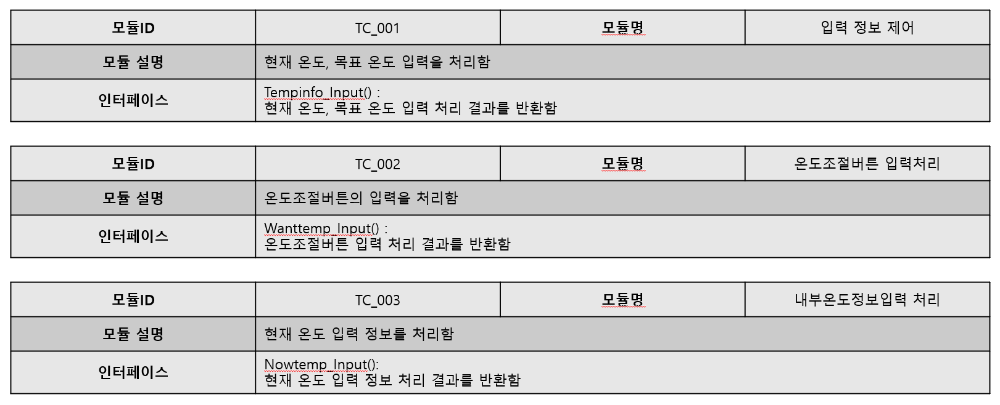 모듈ID TC_001 모듈명 입력 정보 제어
모듈 설명 현재 온도, 목표 온도 입력을 처리함
인터페이스 Tempinfo_Input() :
현재 온도, 목표 온도 입력 처리 결과를 반환함
모듈ID TC_002 모듈명 온도조절버튼 입력처리
모듈 설명 온도조절버튼의 입력을 처리함
인터페이스 Wanttemp_Input() :
온도조절버튼 입력 처리 결과를 반환함
모듈ID TC_003 모듈명 내부온도정보입력 처리
모듈 설명 현재 온도 입력 정보를 처리함
인터페이스 Nowtemp_Input():
현재 온도 입력 정보 처리 결과를 반환함